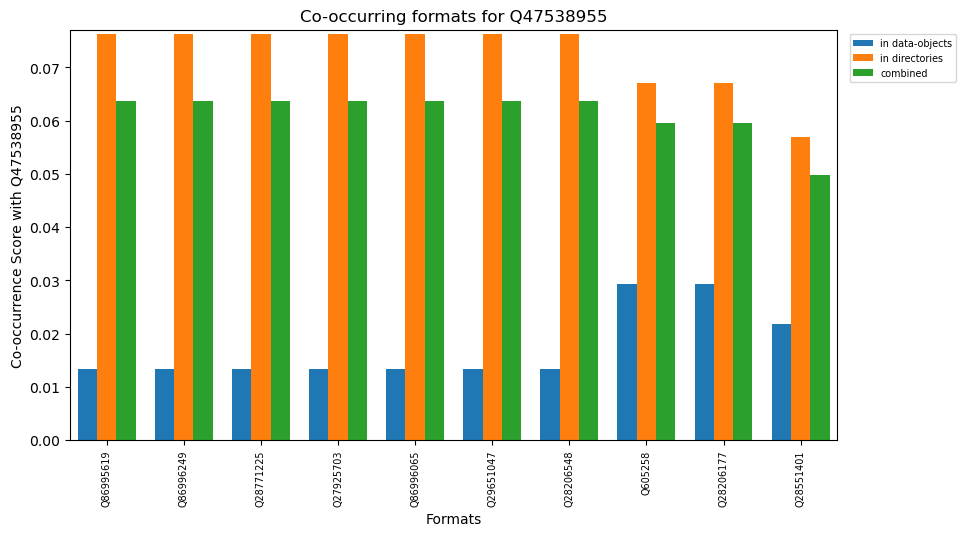 Co-occurring formats for Q47538955
in data-objects
in directories
combined
Co-occurrence Score with Q47538955
0.07
0.06
0.05
0.04
0.03
0.02
0.01
0.00
Q86995619
Q86996249
Q28771225
Q27925703
Q86996065
Q29651047
Q28206548
Q605258
Q28206177
Q28551401
Formats